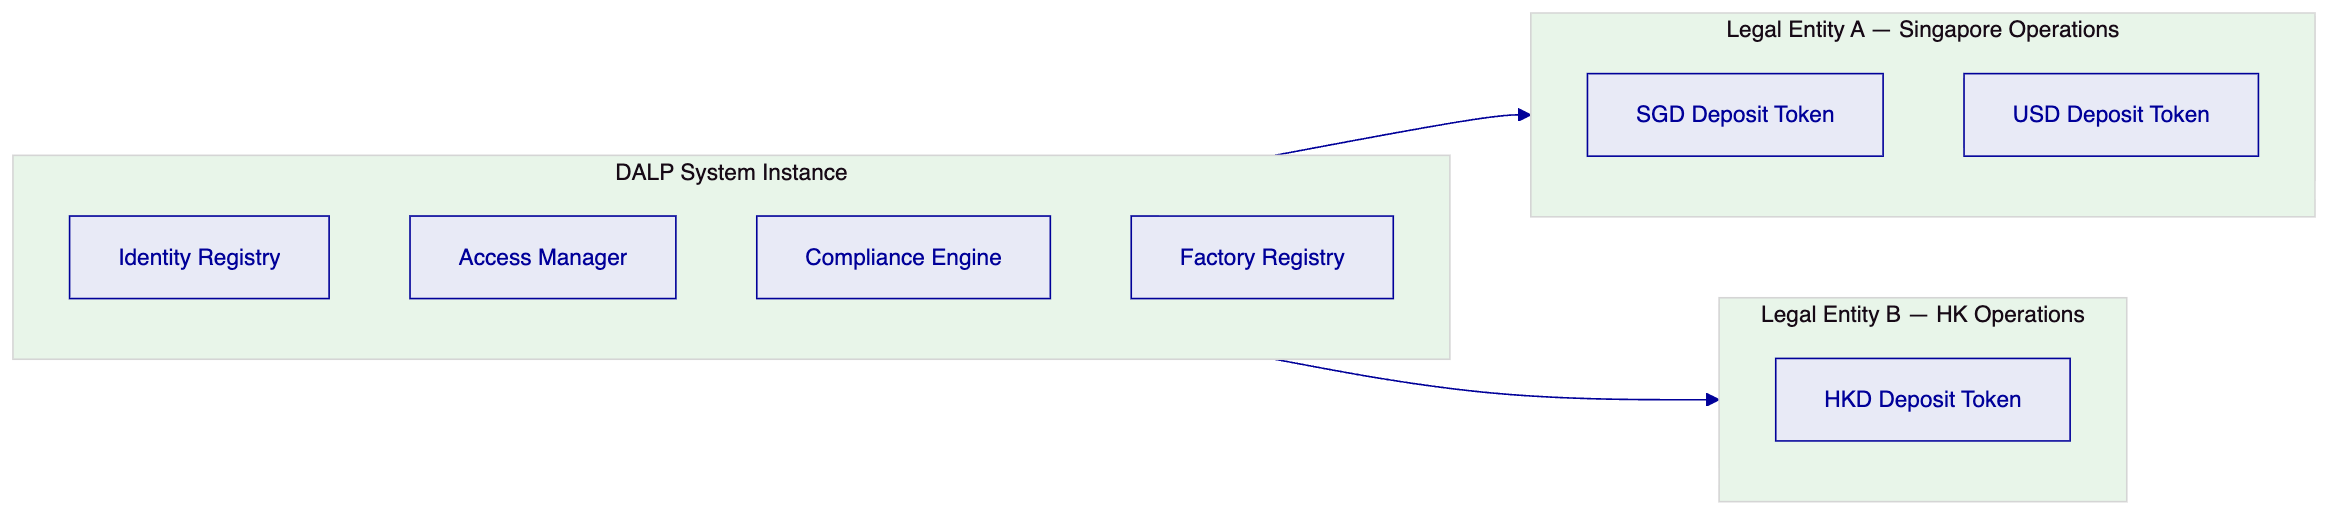 DALP System Instance
Identity Registry
Access Manager
Compliance Engine
Factory Registry
Legal Entity A — Singapore Operations
SGD Deposit Token
USD Deposit Token
Legal Entity B — HK Operations
HKD Deposit Token